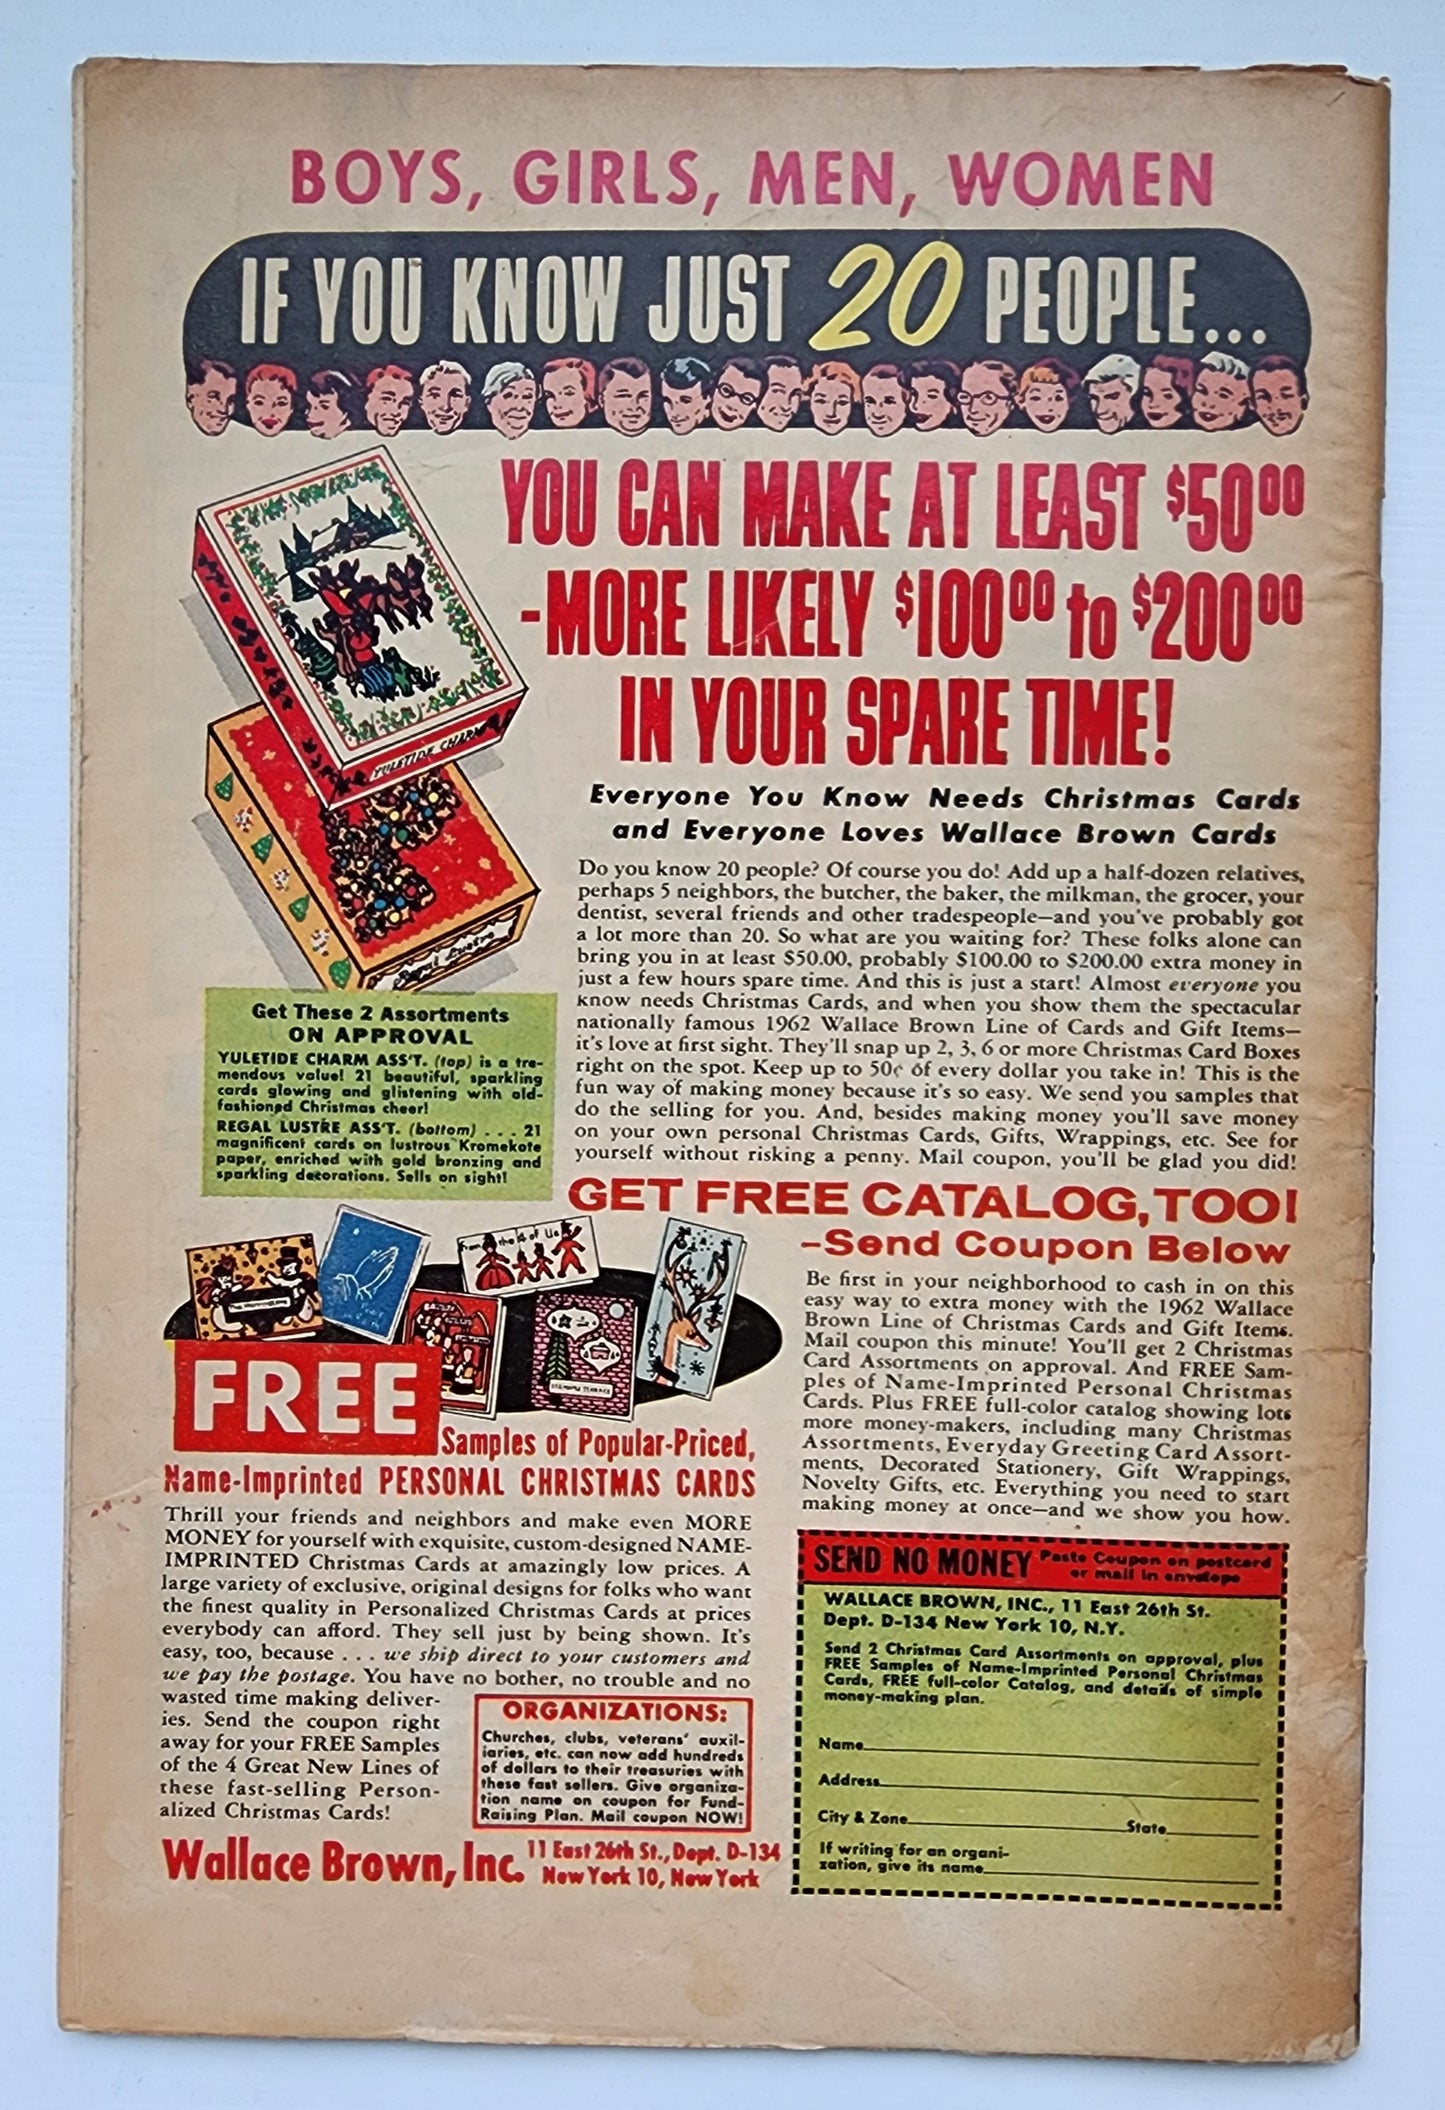 BOYS, GIRLS, MEN, WOMEN
IF YOU KNOW JUST 20 PEOPLE...
YOU CAN MAKE AT LEAST $50.00
-MORE LIKELY $100.00 to $200.00
IN YOUR SPARE TIME!
Everyone You Know Needs Christmas Cards
and Everyone Loves Wallace Brown Cards
YULETIDE CHARM
Regal Lustre
Do you know 20 people? Of course you do! Add up a half-dozen relatives,
perhaps 5 neighbors, the butcher, the baker, the milkman, the grocer, your
dentist, several friends and other tradespeople—and you've probably got
a lot more than 20. So what are you waiting for? These folks alone can
bring you in at least $50.00, probably $100.00 to $200.00 extra money in
just a few hours spare time. And this is just a start! Almost everyone you
know needs Christmas Cards, and when you show them the spectacular
nationally famous 1962 Wallace Brown Line of Cards and Gift Items—
it's love at first sight. They'll snap up 2, 3, 6 or more Christmas Card Boxes
right on the spot. Keep up to 50¢ of every dollar you take in! This is the
fun way of making money because it's so easy. We send you samples that
do the selling for you. And, besides making money you'll save money
on your own personal Christmas Cards, Gifts, Wrappings, etc. See for
yourself without risking a penny. Mail coupon, you'll be glad you did!
Get These 2 Assortments
ON APPROVAL
YULETIDE CHARM ASS'T. (top) is a tre-
mendous value! 21 beautiful, sparkling
cards glowing and glistening with old-
fashioned Christmas cheer!
REGAL LUSTRE ASS'T. (bottom) . . . 21
magnificent cards on lustrous Kromekote
paper, enriched with gold bronzing and
sparkling decorations. Sells on sight!
GET FREE CATALOG, TOO!
-Send Coupon Below
Be first in your neighborhood to cash in on this
easy way to extra money with the 1962 Wallace
Brown Line of Christmas Cards and Gift Items.
Mail coupon this minute! You'll get 2 Christmas
Card Assortments on approval. And FREE Sam-
ples of Name-Imprinted Personal Christmas
Cards. Plus FREE full-color catalog showing lots
more money-makers, including many Christmas
Assortments, Everyday Greeting Card Assort-
ments, Decorated Stationery, Gift Wrappings,
Novelty Gifts, etc. Everything you need to start
making money at once—and we show you how.
From the 4 of Us
FREE
Samples of Popular-Priced,
Name-Imprinted PERSONAL CHRISTMAS CARDS
Thrill your friends and neighbors and make even MORE
MONEY for yourself with exquisite, custom-designed NAME-
IMPRINTED Christmas Cards at amazingly low prices. A
large variety of exclusive, original designs for folks who want
the finest quality in Personalized Christmas Cards at prices
everybody can afford. They sell just by being shown. It's
easy, too, because . . . we ship direct to your customers and
we pay the postage. You have no bother, no trouble and no
wasted time making deliver-
ies. Send the coupon right
away for your FREE Samples
of the 4 Great New Lines of
these fast-selling Person-
alized Christmas Cards!
ORGANIZATIONS:
Churches, clubs, veterans' auxil-
iaries, etc. can now add hundreds
of dollars to their treasuries with
these fast sellers. Give organiza-
tion name on coupon for Fund-
Raising Plan. Mail coupon NOW!
Wallace Brown, Inc. 11 East 26th St., Dept. D-134
New York 10, New York
SEND NO MONEY Paste Coupon on postcard
or mail in envelope
WALLACE BROWN, INC., 11 East 26th St.
Dept. D-134 New York 10, N.Y.
Send 2 Christmas Card Assortments on approval, plus
FREE Samples of Name-Imprinted Personal Christmas
Cards, FREE full-color Catalog, and details of simple
money-making plan.
Name
Address
City & Zone State
If writing for an organi-
zation, give its name